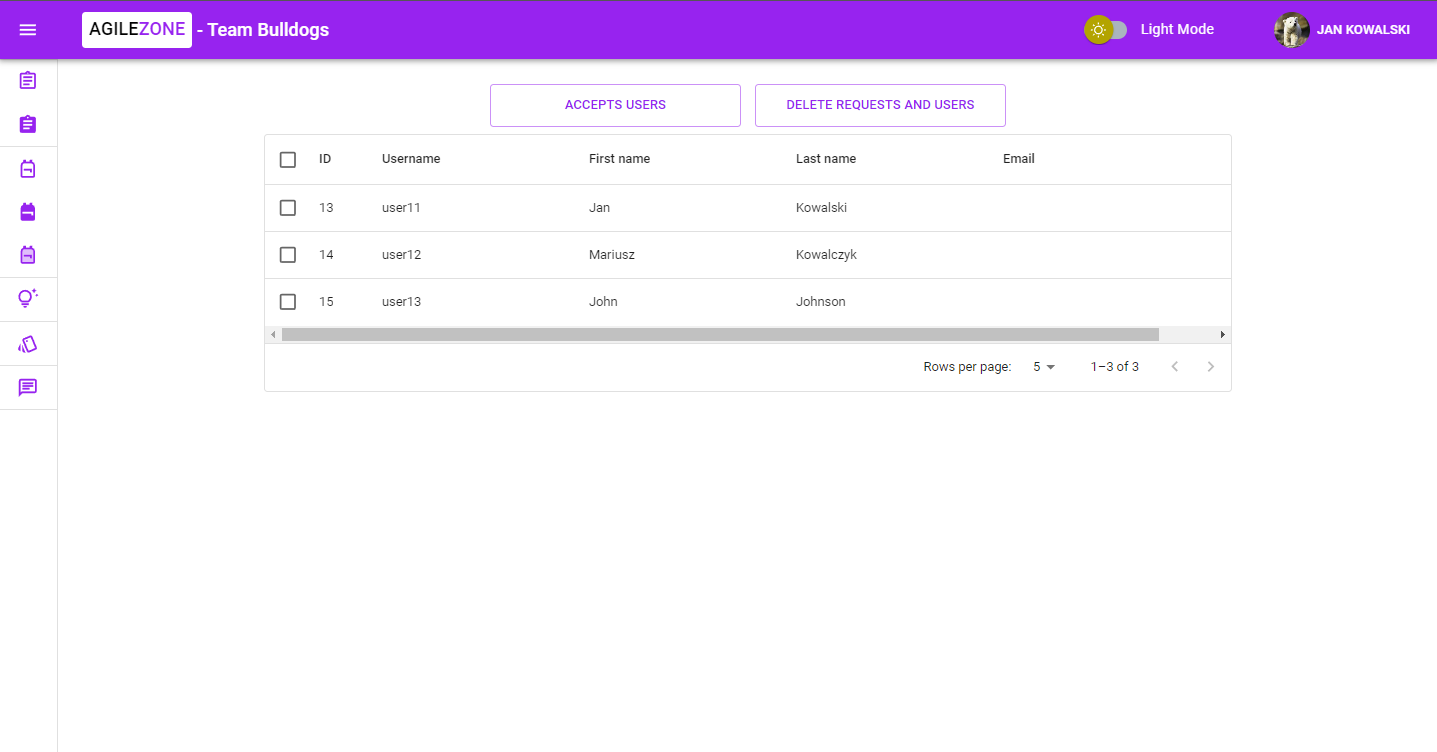 AGILEZONE - Team Bulldogs Light Mode JAN KOWALSKI
ACCEPTS USERS DELETE REQUESTS AND USERS
ID Username First name Last name Email
13 user11 Jan Kowalski
14 user12 Mariusz Kowalczyk
15 user13 John Johnson
Rows per page: 5 1–3 of 3